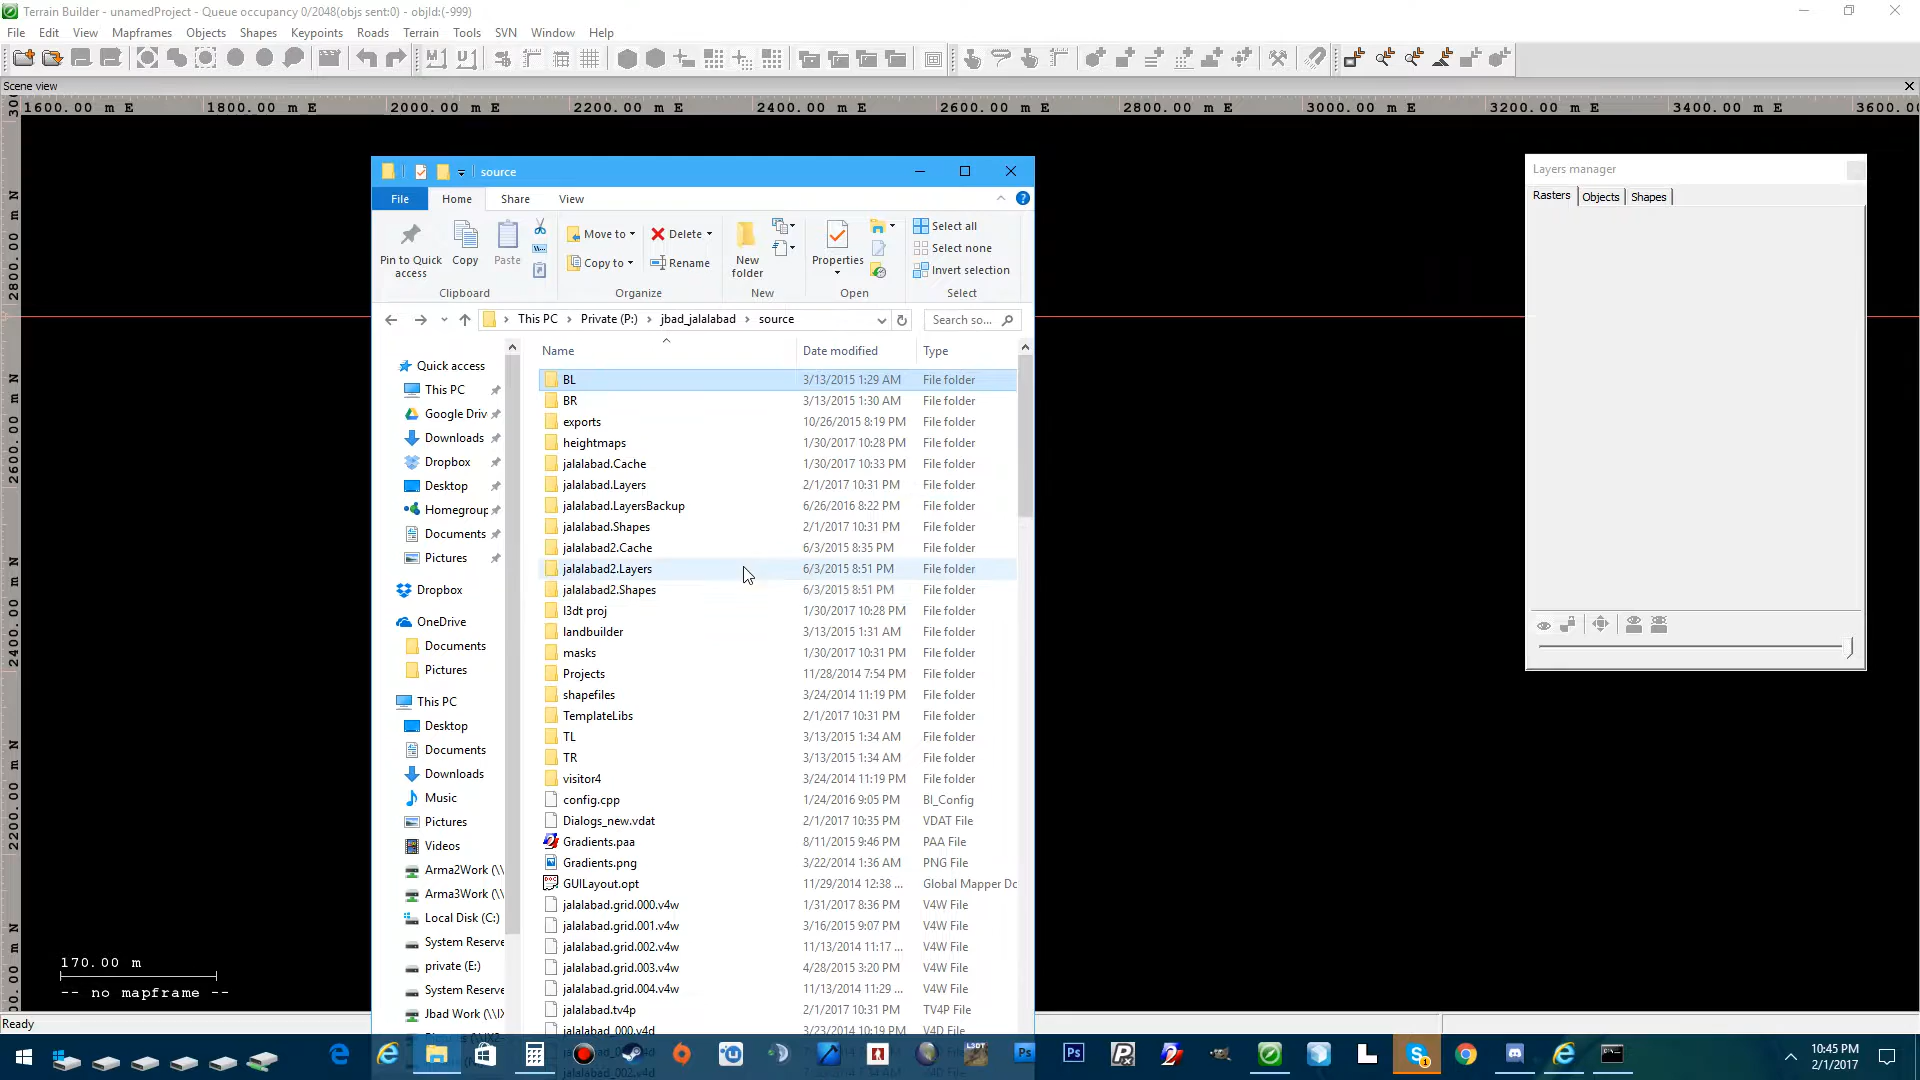 Terrain Builder - unamedProject - Queue occupancy 0/2048(objs sent:0) - objId:(-999)
File Edit View Mapframes Objects Shapes Keypoints Roads Terrain Tools SVN Window Help
Scene view
1600.00 m E 1800.00 m E 2000.00 m E 2200.00 m E 2400.00 m E 2600.00 m E 2800.00 m E 3000.00 m E 3200.00 m E 3400.00 m E 3600.0
2800.00 m N
2600.00 m N
2400.00 m N
2200.00 m N
source
File Home Share View
Pin to Quick access
Copy
Paste
Move to
Copy to
Delete
Rename
New folder
Properties
Select all
Select none
Invert selection
Clipboard Organize New Open Select
This PC Private (P:) jbad_jalalabad source
Search so...
Name Date modified Type
Quick access
This PC
Google Driv
Downloads
Dropbox
Desktop
Homegroup
Documents
Pictures
Dropbox
OneDrive
Documents
Pictures
This PC
Desktop
Documents
Downloads
Music
Pictures
Videos
Arma2Work (\\
Arma3Work (\\
Local Disk (C:)
System Reserve
private (E:)
System Reserve
Jbad Work (\\IX
BL 3/13/2015 1:29 AM File folder
BR 3/13/2015 1:30 AM File folder
exports 10/26/2015 8:19 PM File folder
heightmaps 1/30/2017 10:28 PM File folder
jalalabad.Cache 1/30/2017 10:33 PM File folder
jalalabad.Layers 2/1/2017 10:31 PM File folder
jalalabad.LayersBackup 6/26/2016 8:22 PM File folder
jalalabad.Shapes 2/1/2017 10:31 PM File folder
jalalabad2.Cache 6/3/2015 8:35 PM File folder
jalalabad2.Layers 6/3/2015 8:51 PM File folder
jalalabad2.Shapes 6/3/2015 8:51 PM File folder
l3dt proj 1/30/2017 10:28 PM File folder
landbuilder 3/13/2015 1:31 AM File folder
masks 1/30/2017 10:31 PM File folder
Projects 11/28/2014 7:54 PM File folder
shapefiles 3/24/2014 11:19 PM File folder
TemplateLibs 2/1/2017 10:31 PM File folder
TL 3/13/2015 1:34 AM File folder
TR 3/13/2015 1:34 AM File folder
visitor4 3/24/2014 11:19 PM File folder
config.cpp 1/24/2016 9:05 PM BI_Config
Dialogs_new.vdat 2/1/2017 10:35 PM VDAT File
Gradients.paa 8/11/2015 9:46 PM PAA File
Gradients.png 3/22/2014 1:36 AM PNG File
GUILayout.opt 11/29/2014 12:38 ... Global Mapper Dc
jalalabad.grid.000.v4w 1/31/2017 8:36 PM V4W File
jalalabad.grid.001.v4w 3/16/2015 9:07 PM V4W File
jalalabad.grid.002.v4w 11/13/2014 11:17 ... V4W File
jalalabad.grid.003.v4w 4/28/2015 3:20 PM V4W File
jalalabad.grid.004.v4w 11/13/2014 11:29 ... V4W File
jalalabad.tv4p 2/1/2017 10:31 PM TV4P File
jalalabad_000.v4d 3/23/2014 10:19 PM V4D File
Layers manager
Rasters Objects Shapes
170.00 m
-- no mapframe --
Ready
10:45 PM
2/1/2017